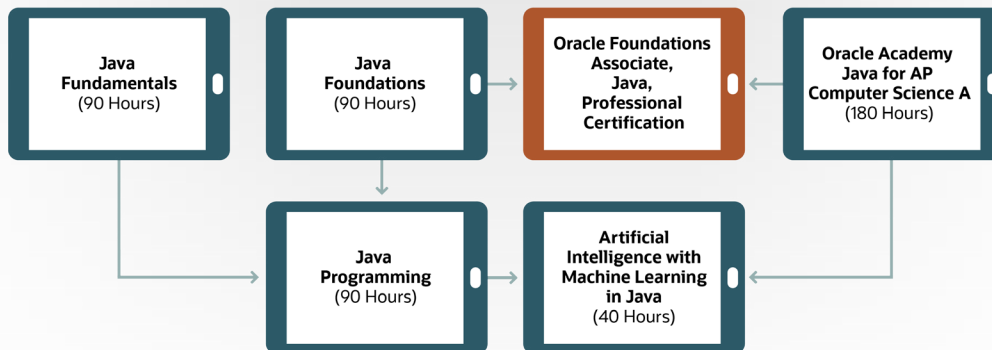 Java
Fundamentals
(90 Hours)
Java
Foundations
(90 Hours)
Oracle Foundations
Associate,
Java,
Professional
Certification
Oracle Academy
Java for AP
Computer Science A
(180 Hours)
Java
Programming
(90 Hours)
Artificial
Intelligence with
Machine Learning
in Java
(40 Hours)